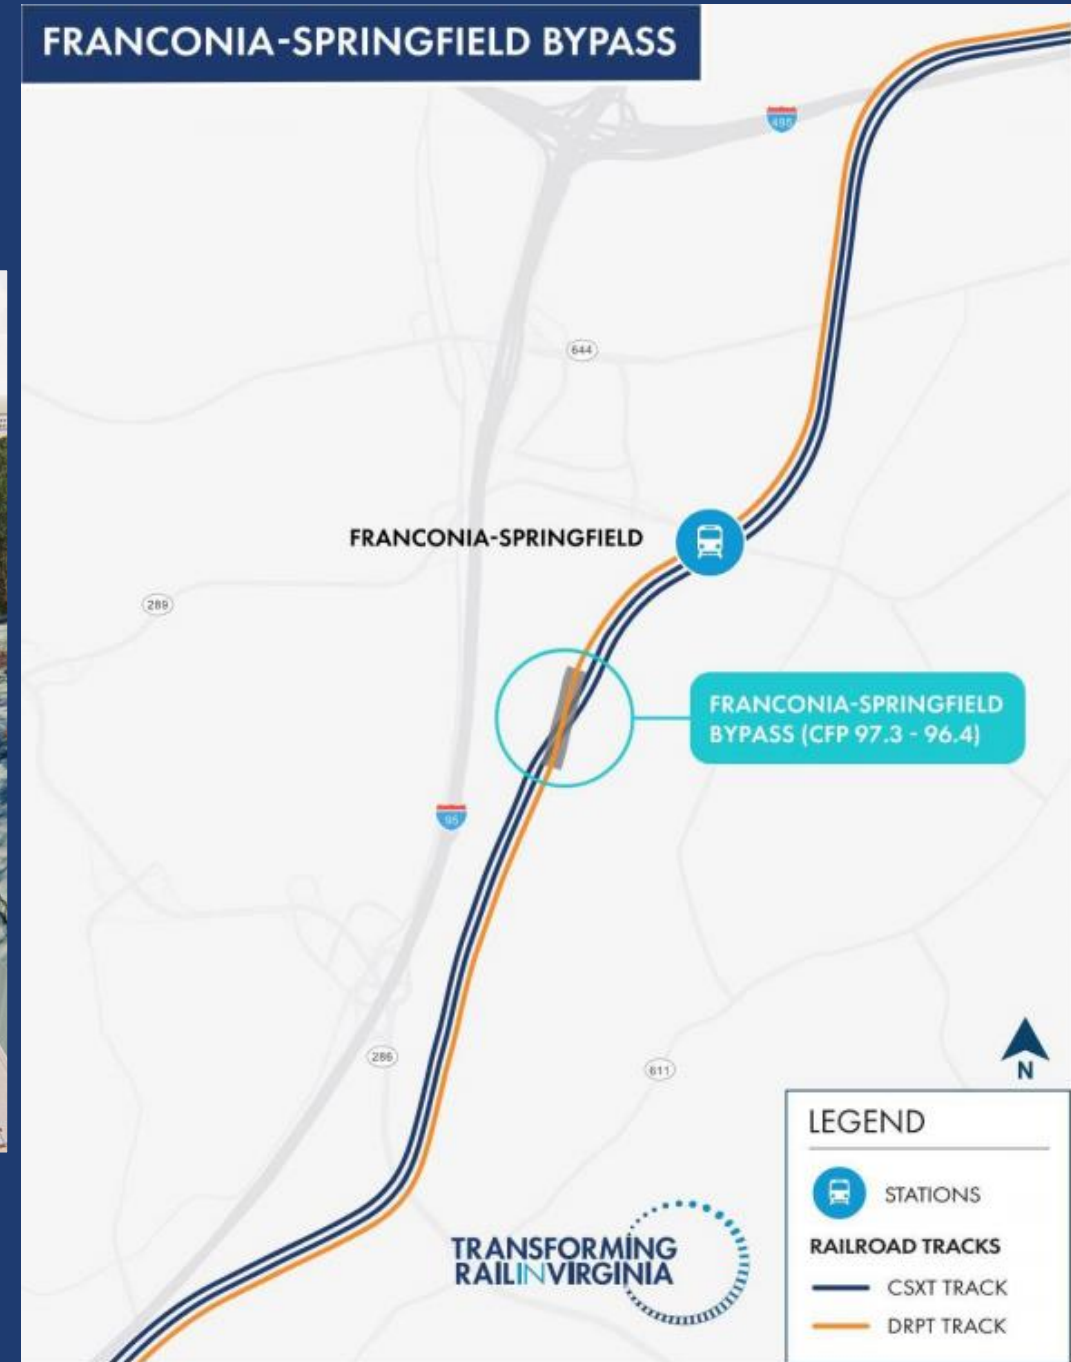 FRANCONIA-SPRINGFIELD BYPASS
495
644
FRANCONIA-SPRINGFIELD
289
FRANCONIA-SPRINGFIELD
BYPASS (CFP 97.3 - 96.4)
95
286
611
N
LEGEND
STATIONS
RAILROAD TRACKS
CSXT TRACK
DRPT TRACK
TRANSFORMING
RAILINVIRGINIA